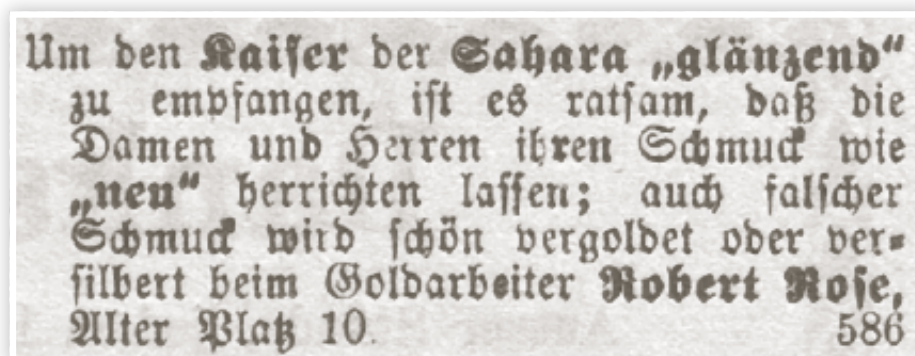 Um den Kaiser der Sahara „glänzend“
zu empfangen, ist es ratsam, daß die
Damen und Herren ihren Schmuck wie
„neu“ herrichten lassen; auch falscher
Schmuck wird schön vergoldet oder ver-
silbert beim Goldarbeiter Robert Rose,
Alter Platz 10. 586